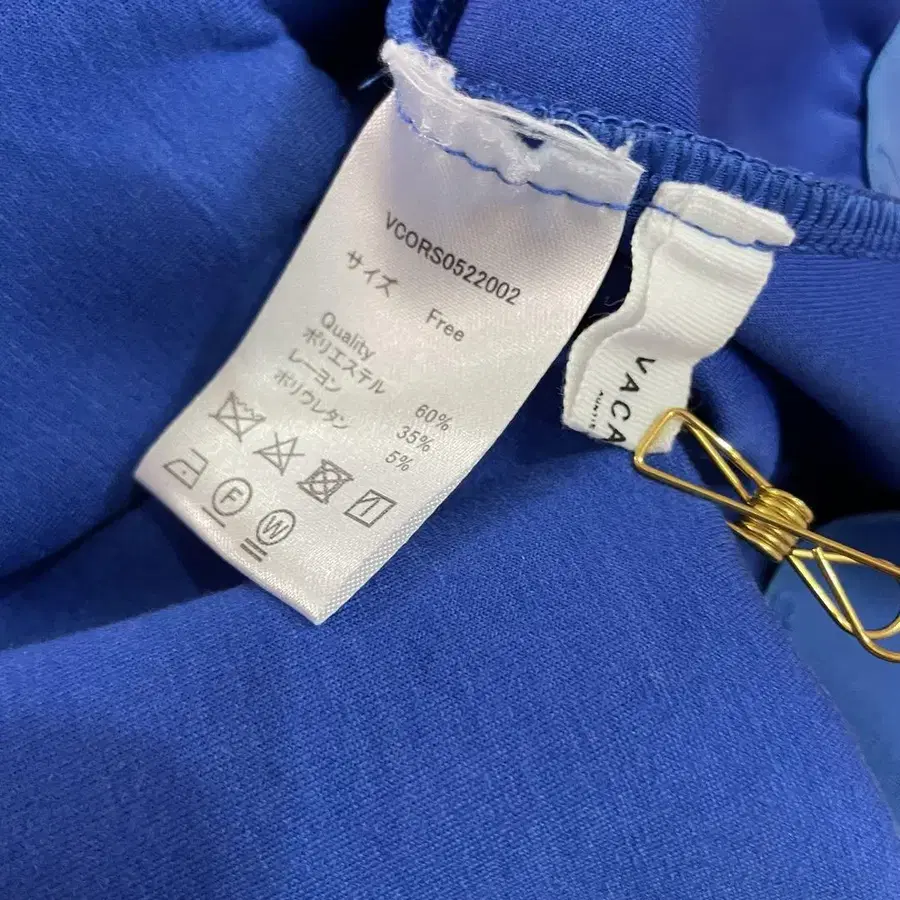 VCORS0522002
サイズ
Free
Quality
ポリエステル 60%
レーヨン 35%
ポリウレタン 5%
F
W
VACA
AUNTIE